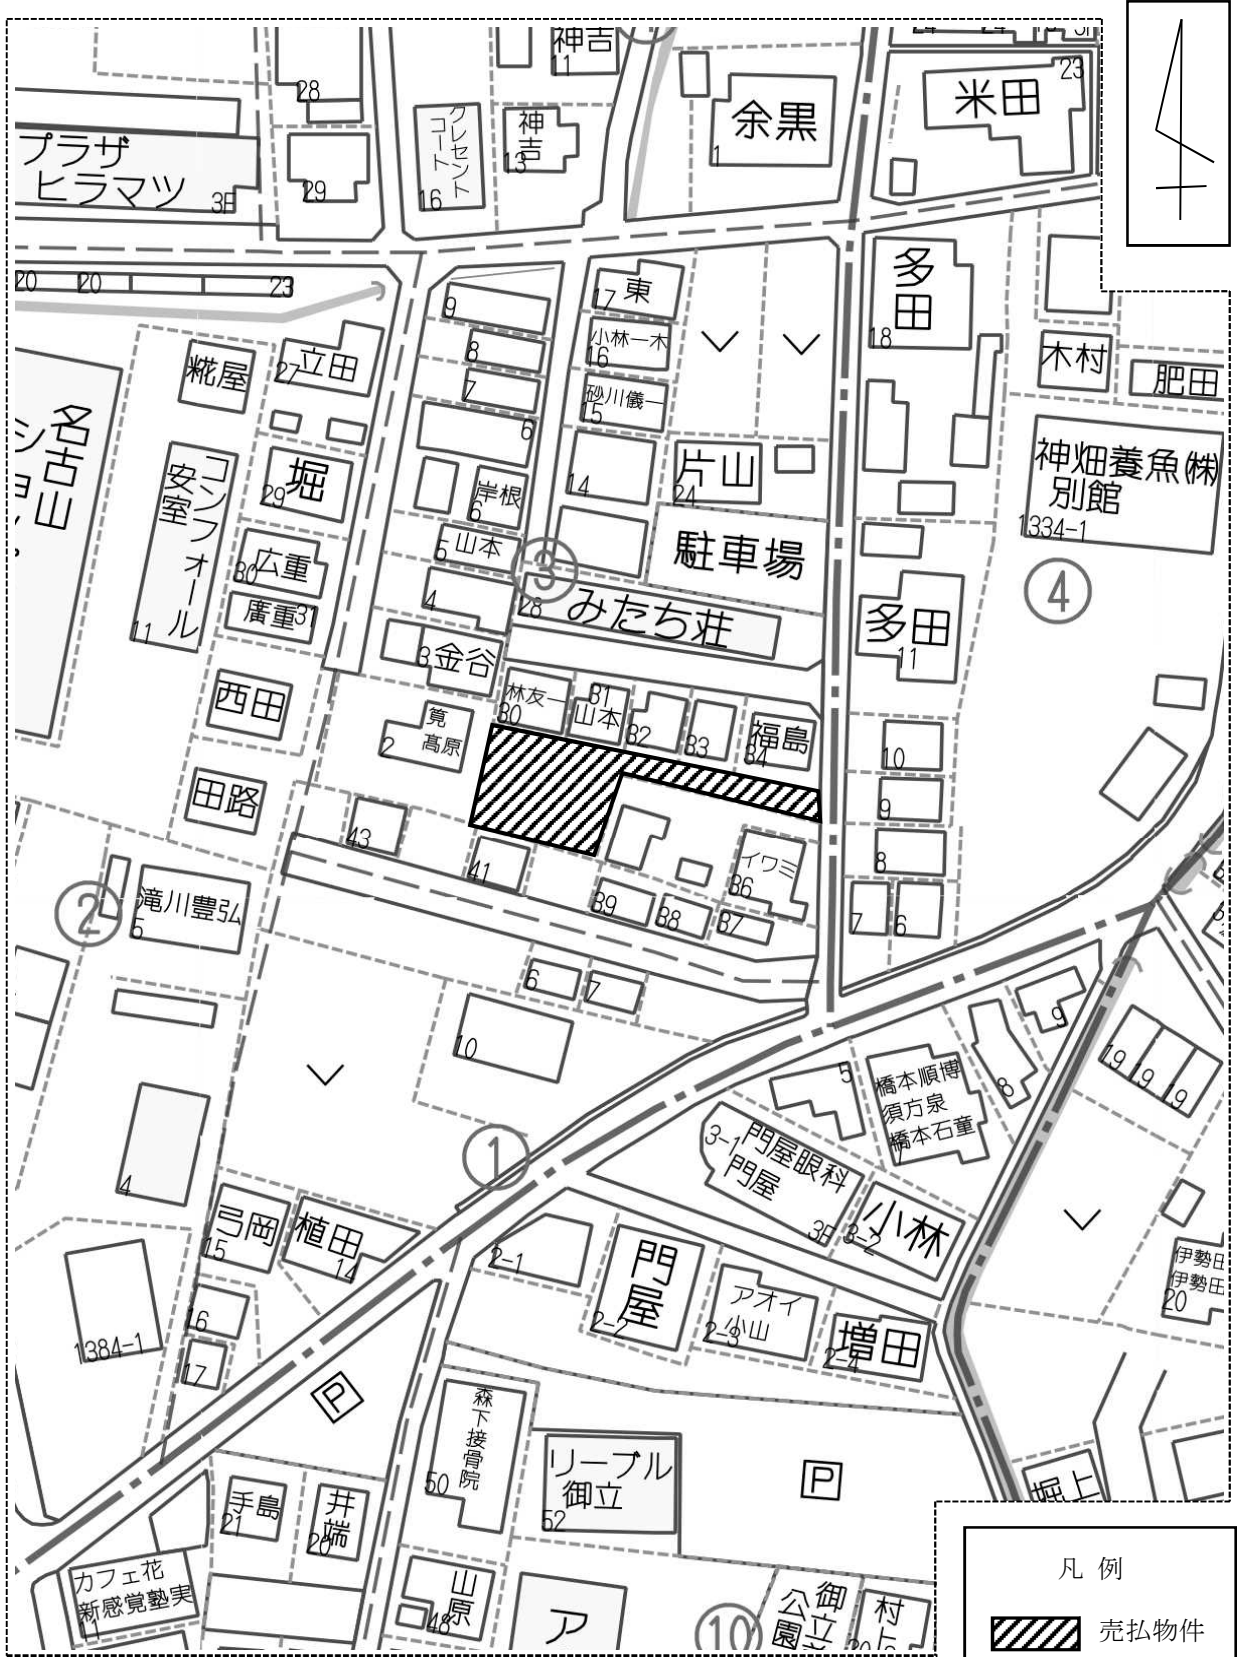 神吉
11
24
24
23
28
米田
余黒
1
クレセント
コート
16
神吉
13
プラザ
ヒラマツ
3F
29
20
20
23
9
17
東
多田
18
8
小林一木
16
木村
肥田
糀屋
27
立田
7
砂川儀一
15
6
名古山
コンフォール
安室
11
堀
29
14
片山
24
神畑養魚㈱
別館
1334-1
岸根
6
5
山本
③
駐車場
④
広重
30
廣重
31
4
28
みたち荘
多田
11
3
金谷
西田
林友一
30
31
山本
32
33
福島
34
2
筧
髙原
10
田路
43
9
41
イワミ
36
8
②
滝川豊弘
5
39
38
37
7
6
6
7
10
9
8
19
19
19
5
橋本順博
須方泉
橋本石童
1
①
3-1
門屋眼科
門屋
3F
4
小林
3-2
弓岡
15
植田
14
2-1
門屋
2-2
アオイ
小山
2-3
増田
2-4
伊勢田
伊勢田
20
16
1384-1
17
P
森下接骨院
50
リーブル
御立
52
P
堀上
手島
21
井端
20
カフェ花
新感覚塾実
11
山原
48
ア
⑩
御立
公園
村上
凡 例
売払物件